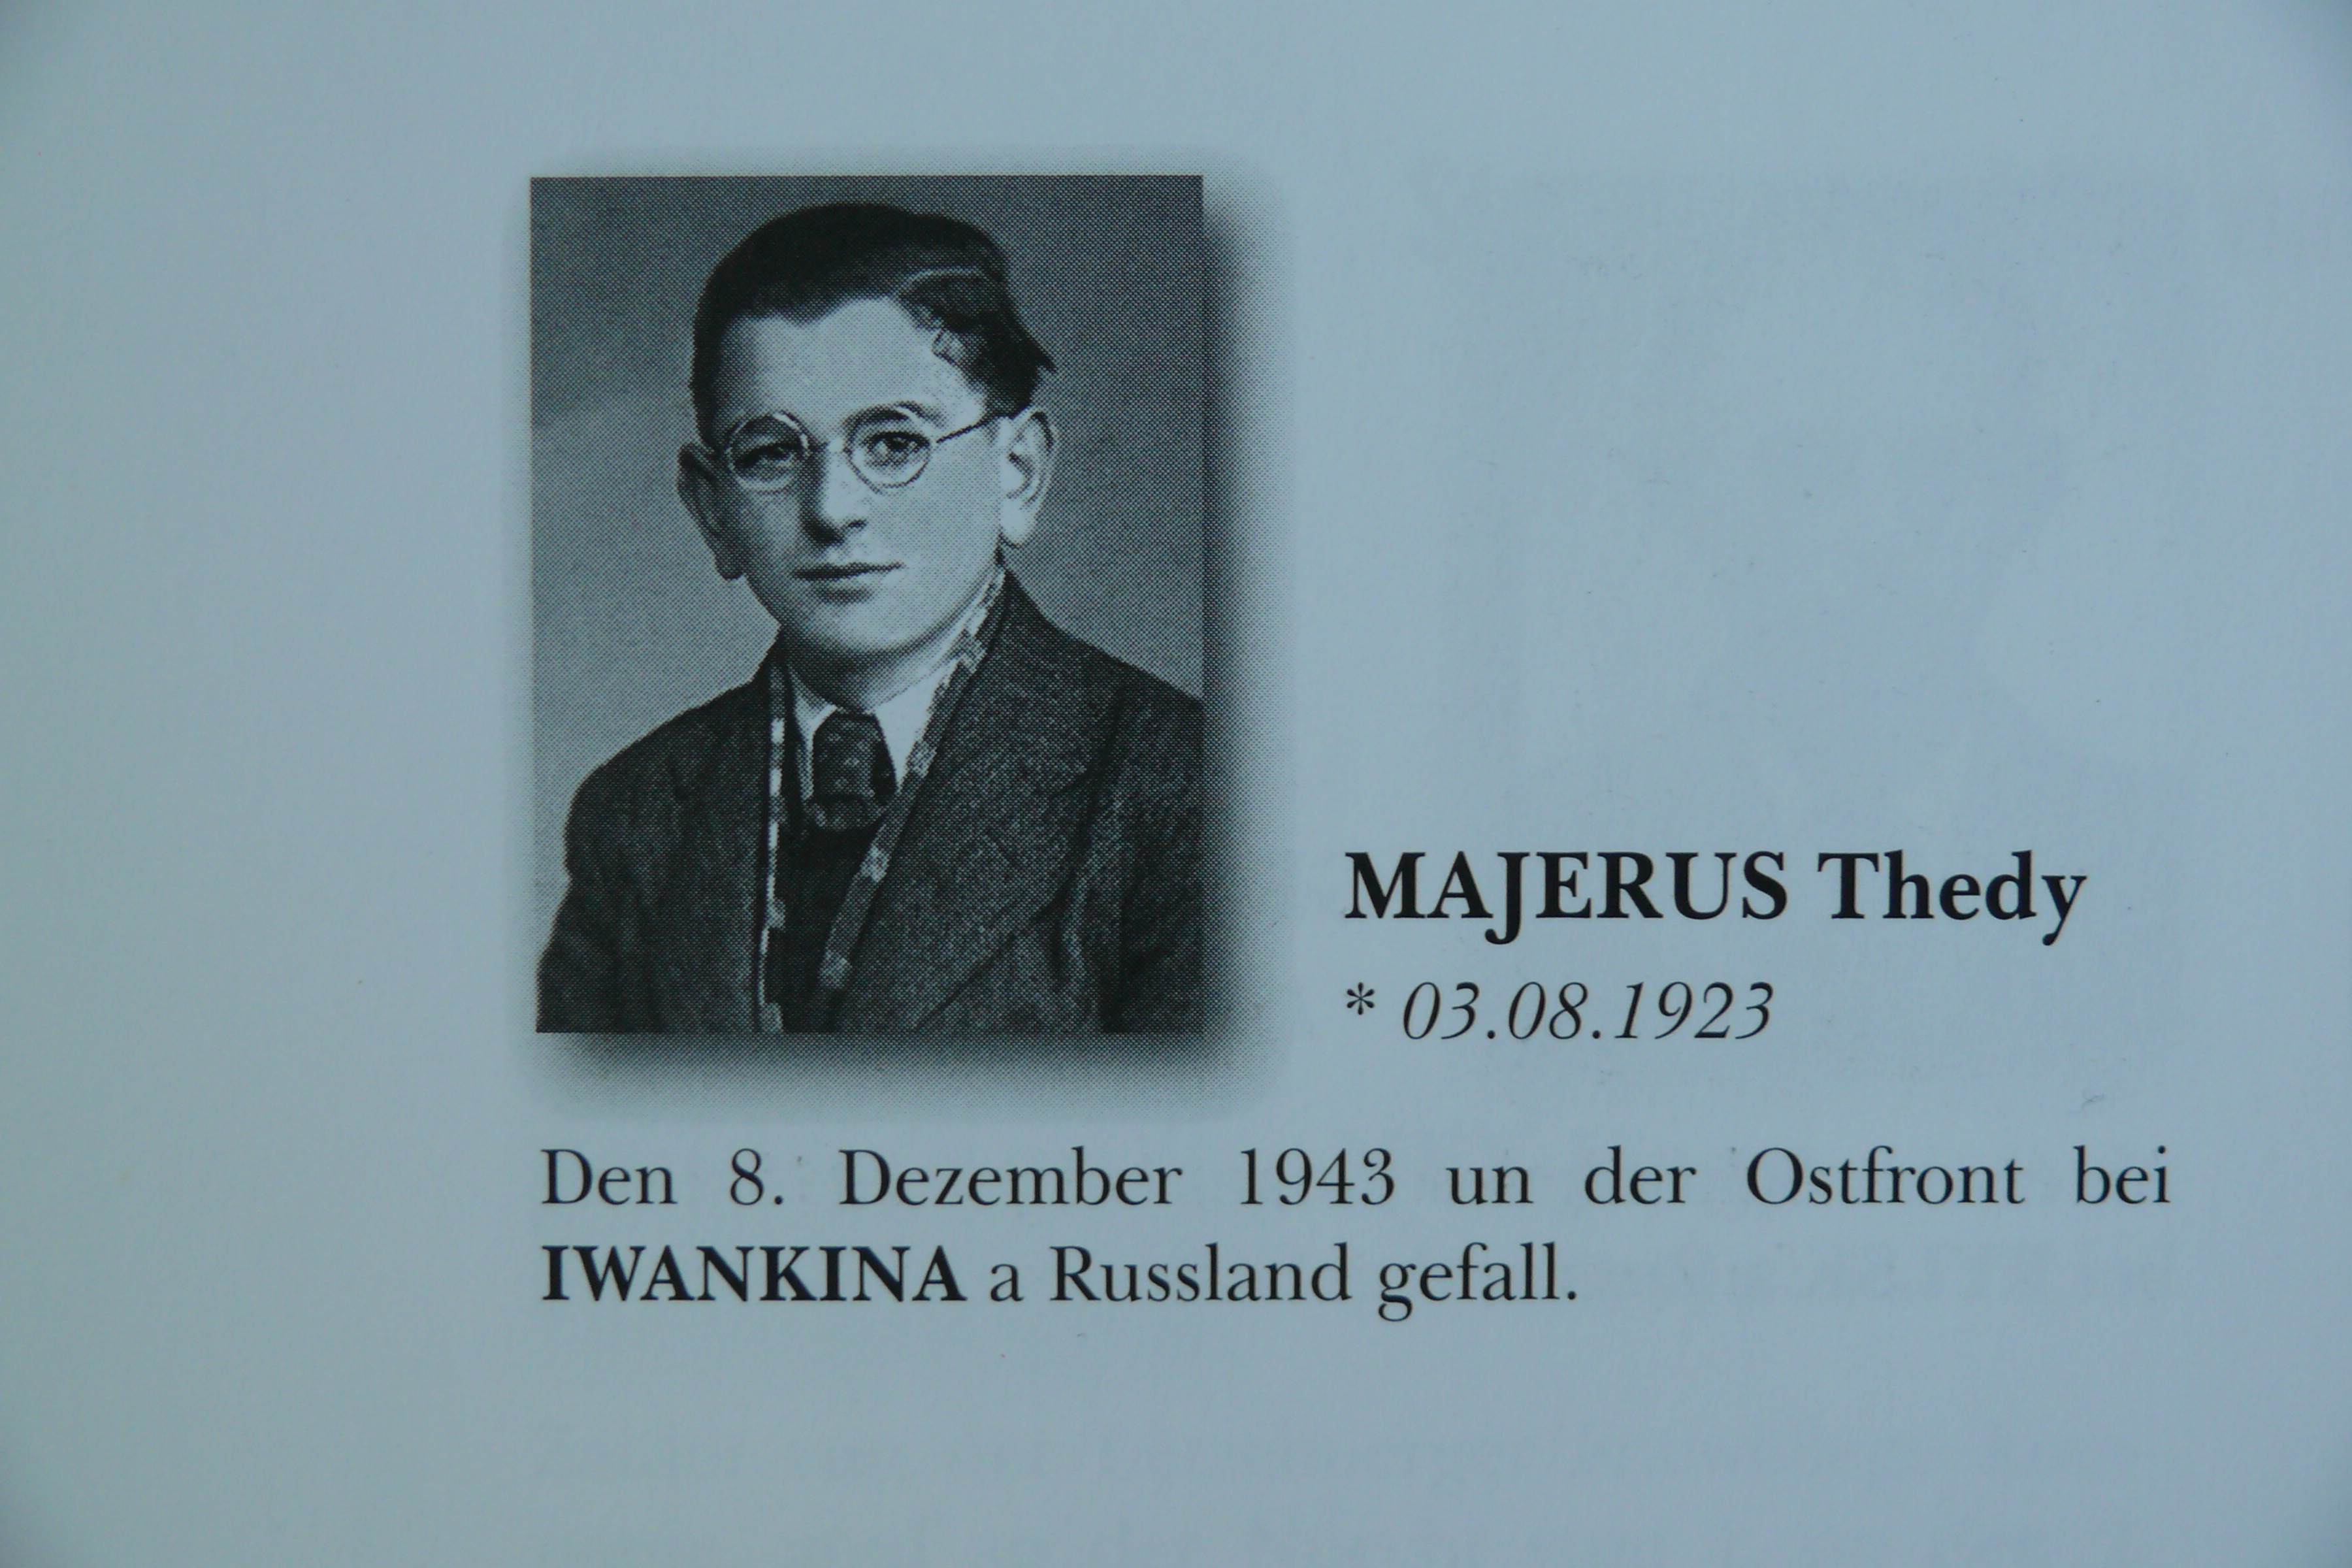 MAJERUS Thedy
* 03.08.1923
Den 8. Dezember 1943 un der Ostfront bei
IWANKINA a Russland gefall.